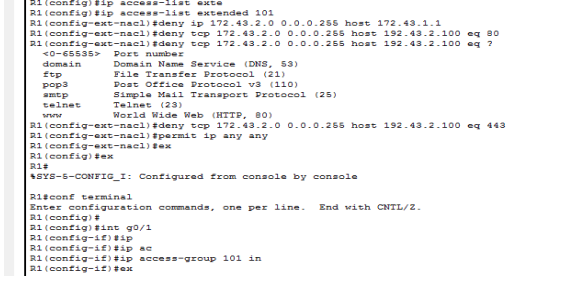 R1(config)#ip access-list exte
R1(config)#ip access-list extended 101
R1(config-ext-nacl)#deny ip 172.43.2.0 0.0.0.255 host 172.43.1.1
R1(config-ext-nacl)#deny tcp 172.43.2.0 0.0.0.255 host 192.43.2.100 eq 80
R1(config-ext-nacl)#deny tcp 172.43.2.0 0.0.0.255 host 192.43.2.100 eq ?
<0-65535> Port number
domain Domain Name Service (DNS, 53)
ftp File Transfer Protocol (21)
pop3 Post Office Protocol v3 (110)
smtp Simple Mail Transport Protocol (25)
telnet Telnet (23)
www World Wide Web (HTTP, 80)
R1(config-ext-nacl)#deny tcp 172.43.2.0 0.0.0.255 host 192.43.2.100 eq 443
R1(config-ext-nacl)#permit ip any any
R1(config-ext-nacl)#ex
R1(config)#ex
R1#
%SYS-5-CONFIG_I: Configured from console by console
R1#conf terminal
Enter configuration commands, one per line. End with CNTL/Z.
R1(config)#
R1(config)#int g0/1
R1(config-if)#ip
R1(config-if)#ip ac
R1(config-if)#ip access-group 101 in
R1(config-if)#ex